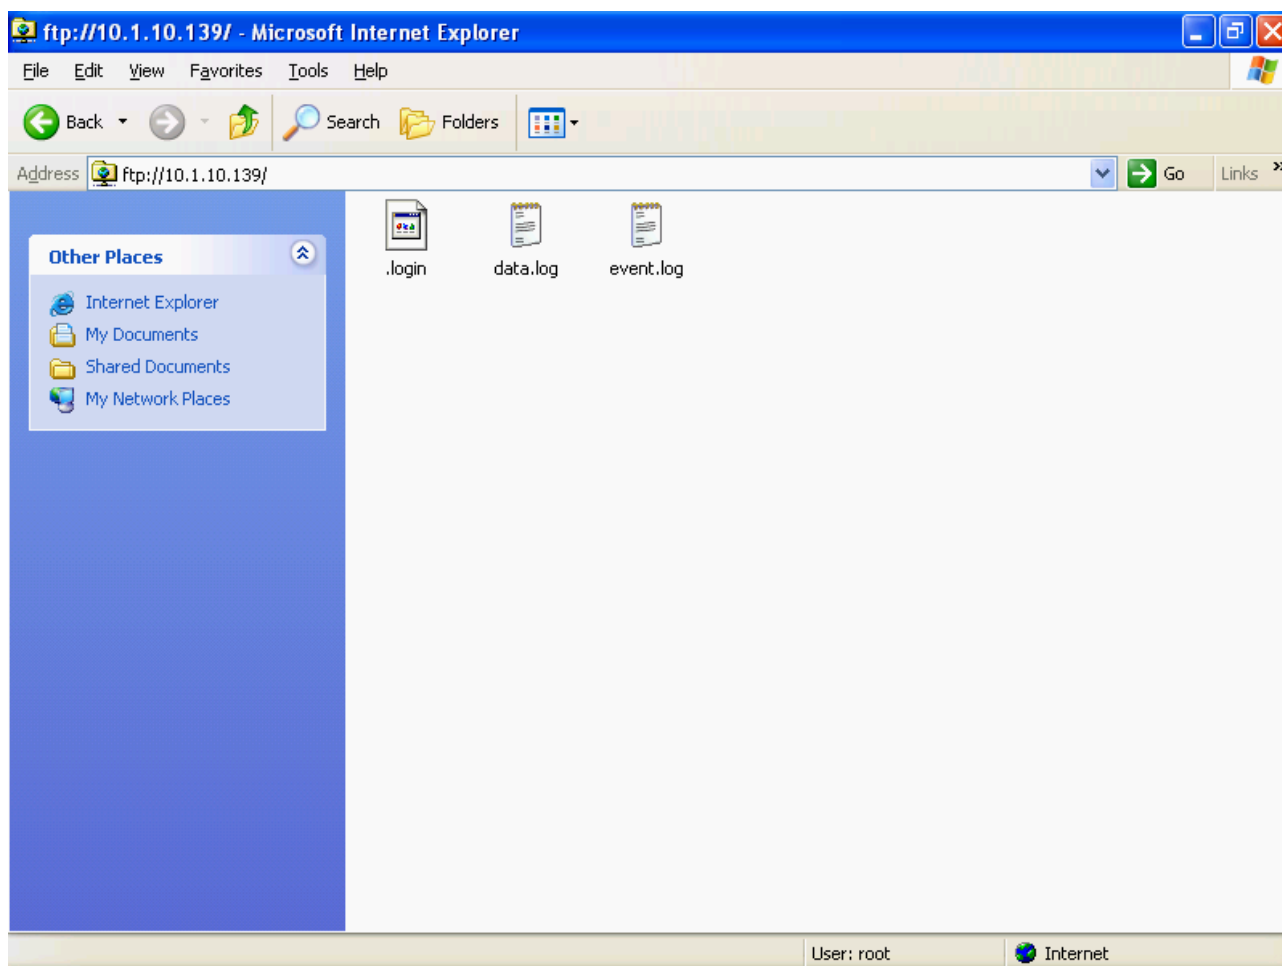 ftp://10.1.10.139/ - Microsoft Internet Explorer
File Edit View Favorites Tools Help
Back Search Folders
Address ftp://10.1.10.139/ Go Links »
Other Places
Internet Explorer
My Documents
Shared Documents
My Network Places
.login data.log event.log
User: root Internet